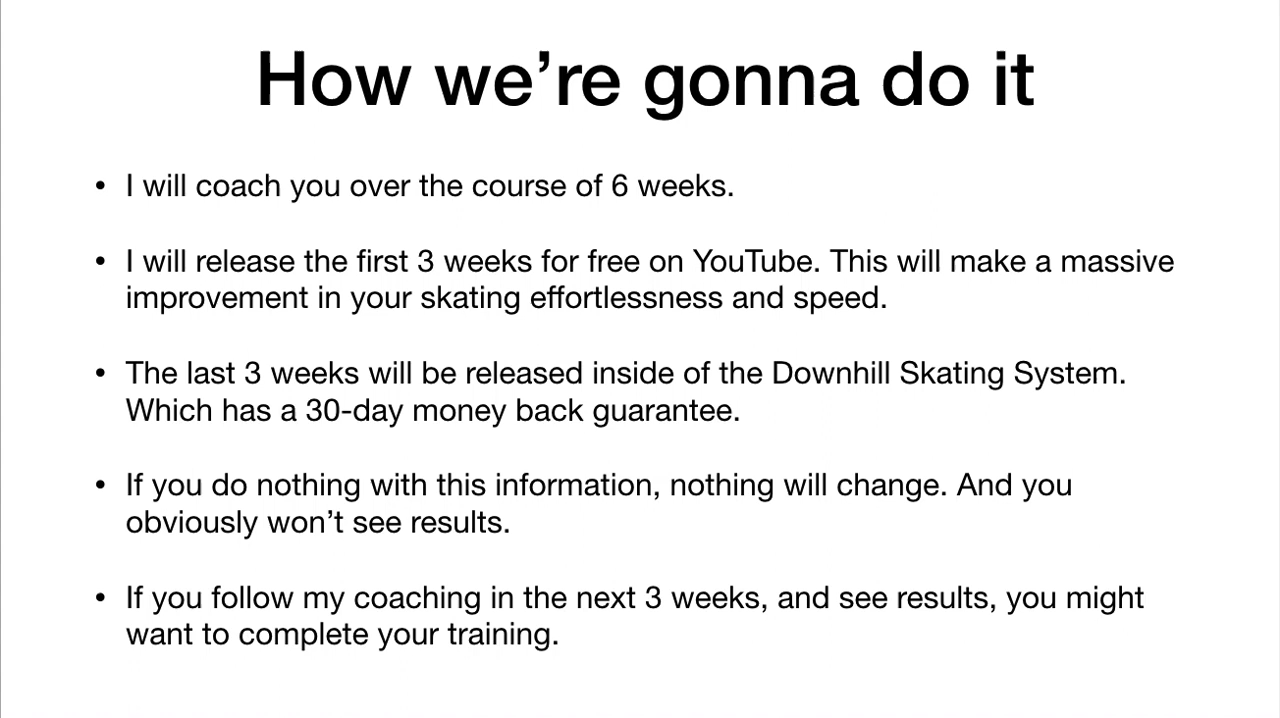 How we’re gonna do it
• I will coach you over the course of 6 weeks.
• I will release the first 3 weeks for free on YouTube. This will make a massive
improvement in your skating effortlessness and speed.
• The last 3 weeks will be released inside of the Downhill Skating System.
Which has a 30-day money back guarantee.
• If you do nothing with this information, nothing will change. And you
obviously won’t see results.
• If you follow my coaching in the next 3 weeks, and see results, you might
want to complete your training.